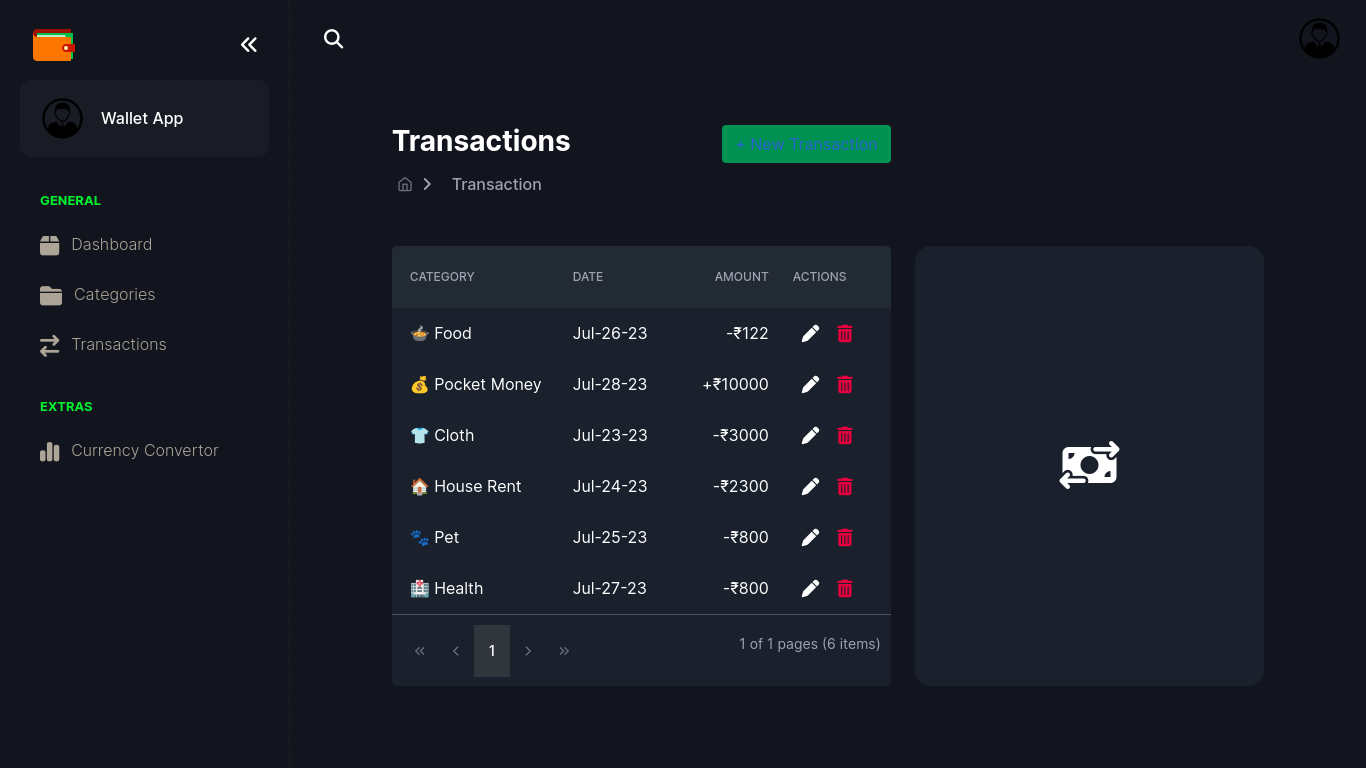 Wallet App
GENERAL
Dashboard
Categories
Transactions
EXTRAS
Currency Convertor
Transactions
+ New Transaction
Transaction
CATEGORY DATE AMOUNT ACTIONS
🍲 Food Jul-26-23 -₹122
💰 Pocket Money Jul-28-23 +₹10000
👕 Cloth Jul-23-23 -₹3000
🏠 House Rent Jul-24-23 -₹2300
🐾 Pet Jul-25-23 -₹800
🏥 Health Jul-27-23 -₹800
1
1 of 1 pages (6 items)